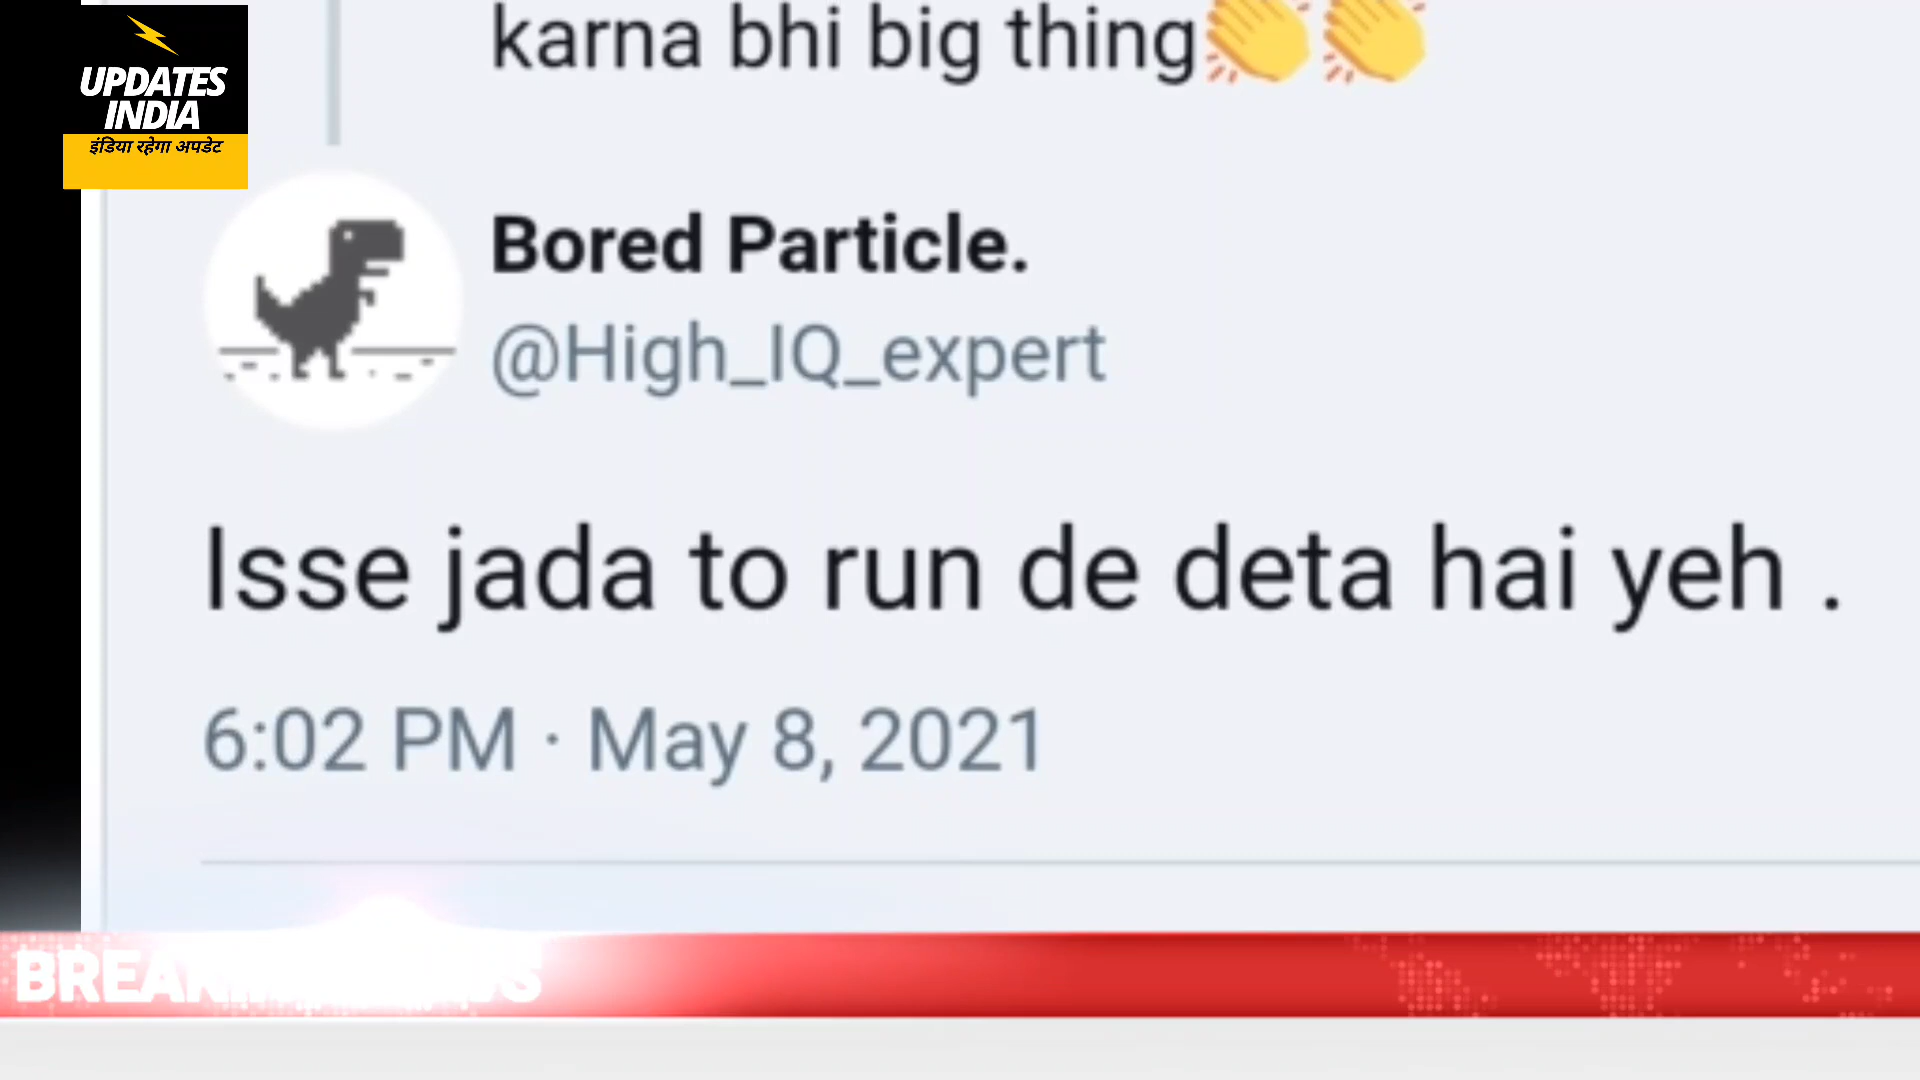 UPDATES
INDIA
इंडिया रहेगा अपडेट
karna bhi big thing👏👏
Bored Particle.
@High_IQ_expert
Isse jada to run de deta hai yeh .
6:02 PM · May 8, 2021